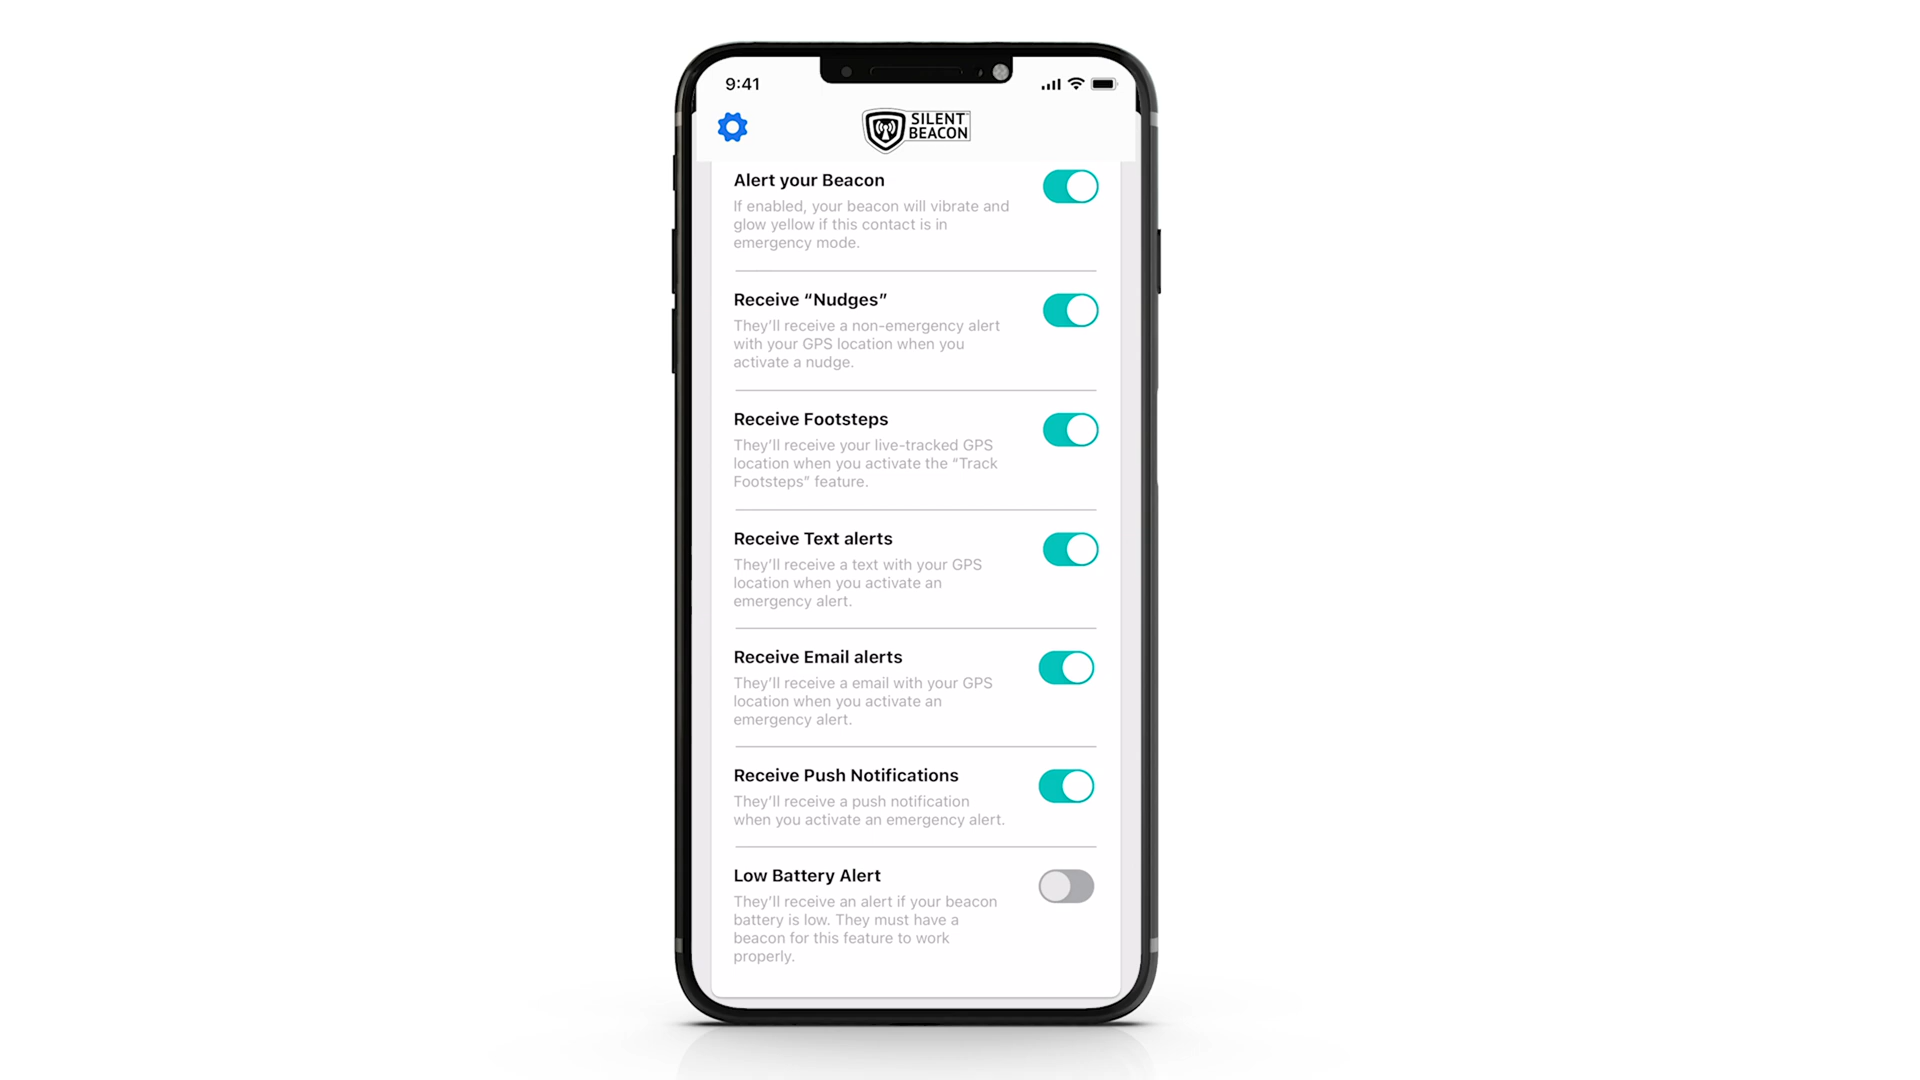 9:41
SILENT
BEACON
Alert your Beacon
If enabled, your beacon will vibrate and
glow yellow if this contact is in
emergency mode.
Receive “Nudges”
They’ll receive a non-emergency alert
with your GPS location when you
activate a nudge.
Receive Footsteps
They’ll receive your live-tracked GPS
location when you activate the “Track
Footsteps” feature.
Receive Text alerts
They’ll receive a text with your GPS
location when you activate an
emergency alert.
Receive Email alerts
They’ll receive a email with your GPS
location when you activate an
emergency alert.
Receive Push Notifications
They’ll receive a push notification
when you activate an emergency alert.
Low Battery Alert
They’ll receive an alert if your beacon
battery is low. They must have a
beacon for this feature to work
properly.